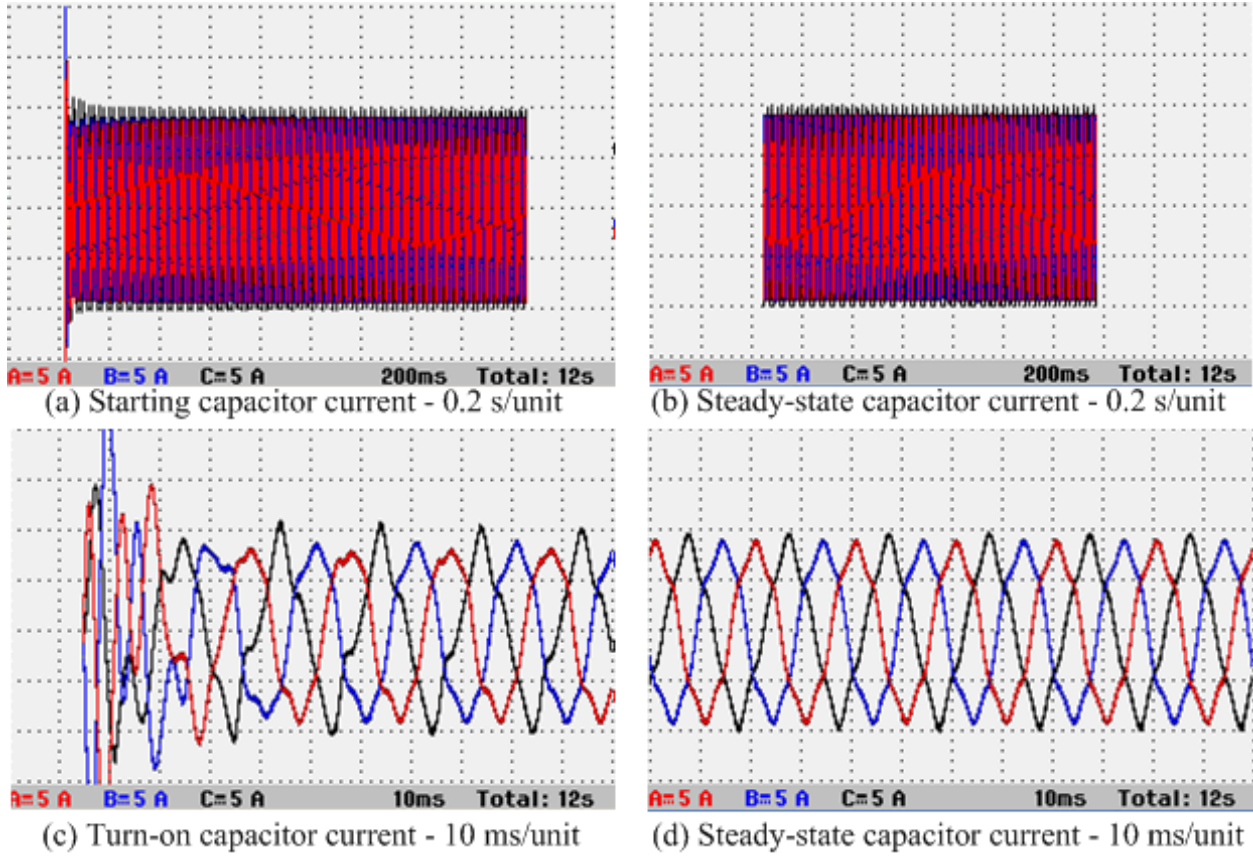 A=5 A B=5 A C=5 A 200ms Total: 12s
A=5 A B=5 A C=5 A 200ms Total: 12s
(a) Starting capacitor current - 0.2 s/unit
(b) Steady-state capacitor current - 0.2 s/unit
A=5 A B=5 A C=5 A 10ms Total: 12s
A=5 A B=5 A C=5 A 10ms Total: 12s
(c) Turn-on capacitor current - 10 ms/unit
(d) Steady-state capacitor current - 10 ms/unit